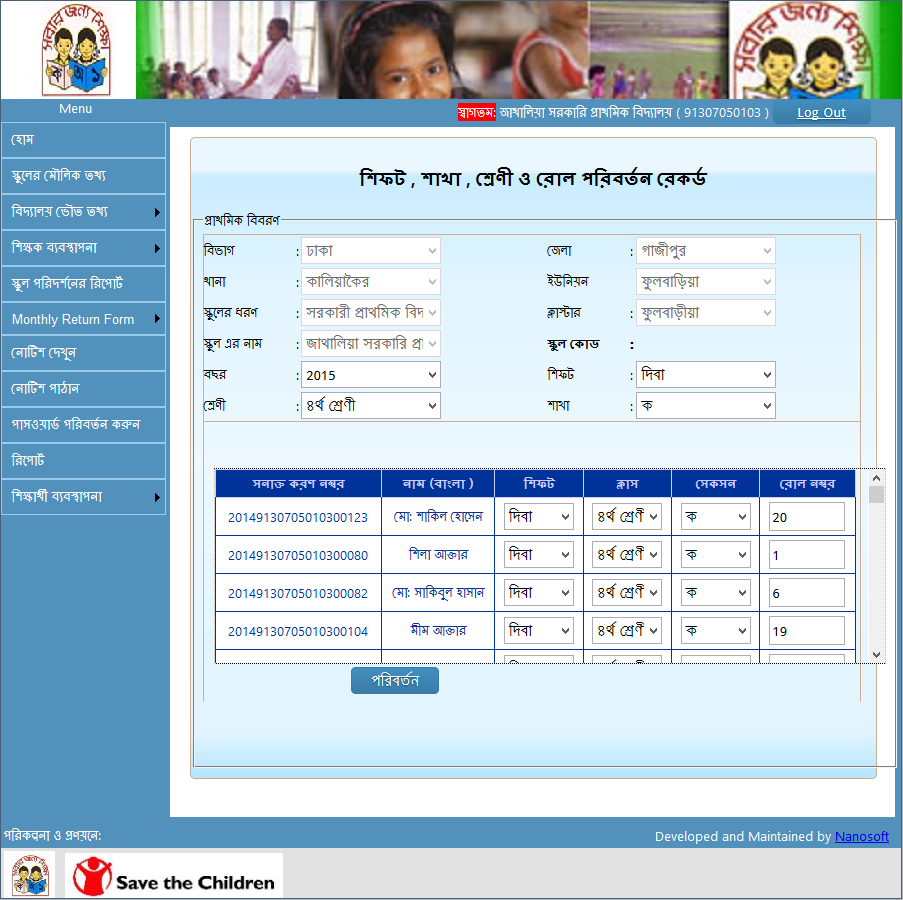 সবার জন্য শিক্ষা
ক অ ১
সবার জন্য শিক্ষা
Menu
স্বাগতম: জাথালিয়া সরকারি প্রাথমিক বিদ্যালয় ( 91307050103 ) Log Out
হোম
স্কুলের মৌলিক তথ্য
বিদ্যালয় ভৌত তথ্য
শিক্ষক ব্যবস্থাপনা
স্কুল পরিদর্শনের রিপোর্ট
Monthly Return Form
নোটিশ দেখুন
নোটিশ পাঠান
পাসওয়ার্ড পরিবর্তন করুন
রিপোর্ট
শিক্ষার্থী ব্যবস্থাপনা
শিফট , শাখা , শ্রেণী ও রোল পরিবর্তন রেকর্ড
প্রাথমিক বিবরণ
বিভাগ : ঢাকা জেলা : গাজীপুর
থানা : কালিয়াকৈর ইউনিয়ন : ফুলবাড়িয়া
স্কুলের ধরণ : সরকারী প্রাথমিক বিদ ক্লাস্টার : ফুলবাড়ীয়া
স্কুল এর নাম : জাথালিয়া সরকারি প্রা স্কুল কোড :
বছর : 2015 শিফট : দিবা
শ্রেণী : ৪র্থ শ্রেণী শাখা : ক
সনাক্ত করণ নম্বর নাম (বাংলা ) শিফট ক্লাস সেকসন রোল নম্বর
20149130705010300123 মো: শাকিল হোসেন দিবা ৪র্থ শ্রেণী ক 20
20149130705010300080 শিলা আক্তার দিবা ৪র্থ শ্রেণী ক 1
20149130705010300082 মো: সাকিবুল হাসান দিবা ৪র্থ শ্রেণী ক 6
20149130705010300104 মীম আক্তার দিবা ৪র্থ শ্রেণী ক 19
পরিবর্তন
পরিকল্পনা ও প্রণয়নে:
Developed and Maintained by Nanosoft
সবার জন্য শিক্ষা
Save the Children